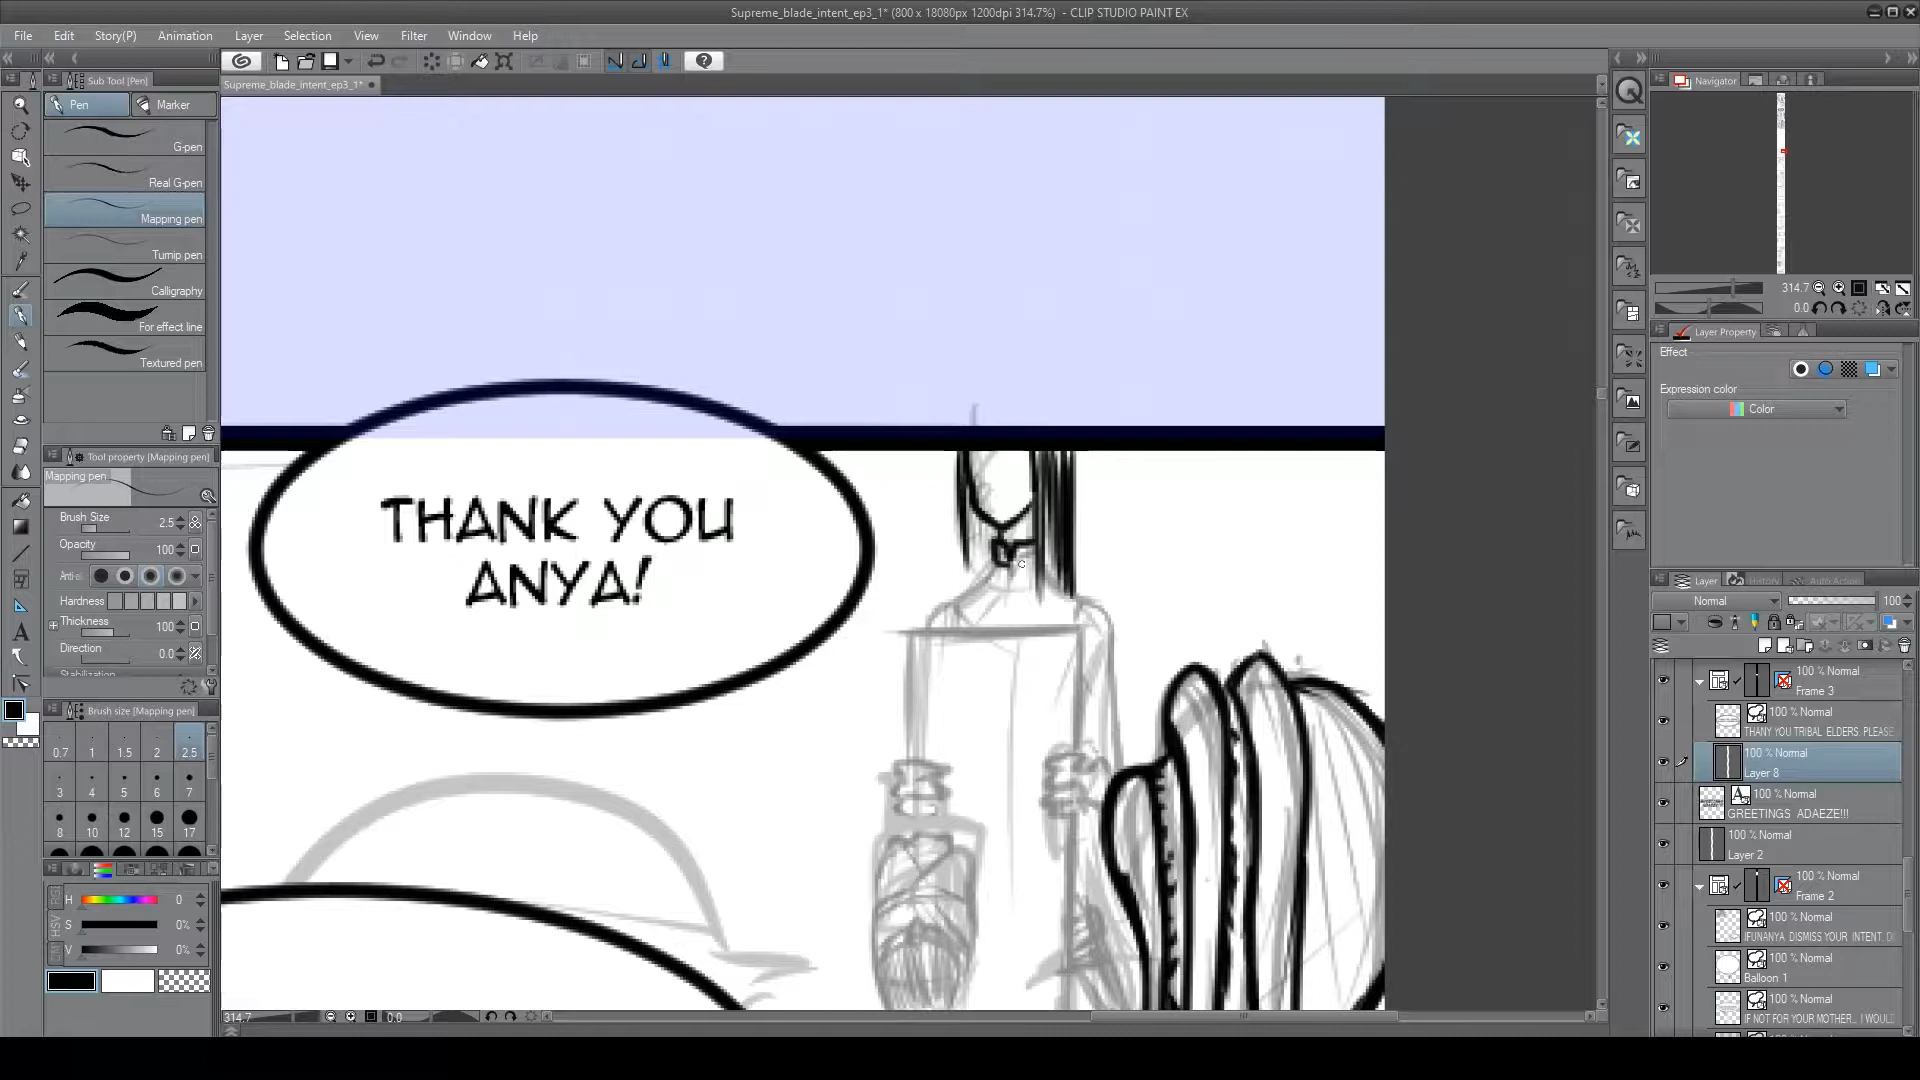 Supreme_blade_intent_ep3_1* (800 x 18080px 1200dpi 314.7%) - CLIP STUDIO PAINT EX
File Edit Story(P) Animation Layer Selection View Filter Window Help
Sub Tool [Pen]
Supreme_blade_intent_ep3_1*
Navigator
Pen Marker
G-pen
Real G-pen
Mapping pen
Turnip pen
Calligraphy
For effect line
Textured pen
314.7
0.0
Layer Property
Effect
Expression color
Color
Tool property [Mapping pen]
Mapping pen
Brush Size 2.5
Opacity 100
Hardness
Thickness 100
Direction 0.0
Brush size [Mapping pen]
0.7 1 1.5 2 2.5
3 4 5 6 7
8 10 12 15 17
H 0
S 0%
V 0%
THANK YOU
ANYA!
314.7 0.0
Layer History Auto Action
Normal 100
100 % Normal
Frame 3
100 % Normal
THANY YOU TRIBAL ELDERS. PLEASE
100 % Normal
Layer 8
100 % Normal
GREETINGS ADAEZE!!!
100 % Normal
Layer 2
100 % Normal
Frame 2
100 % Normal
IFUNANYA DISMISS YOUR INTENT.
100 % Normal
Balloon 1
100 % Normal
IF NOT FOR YOUR MOTHER... I WOUL